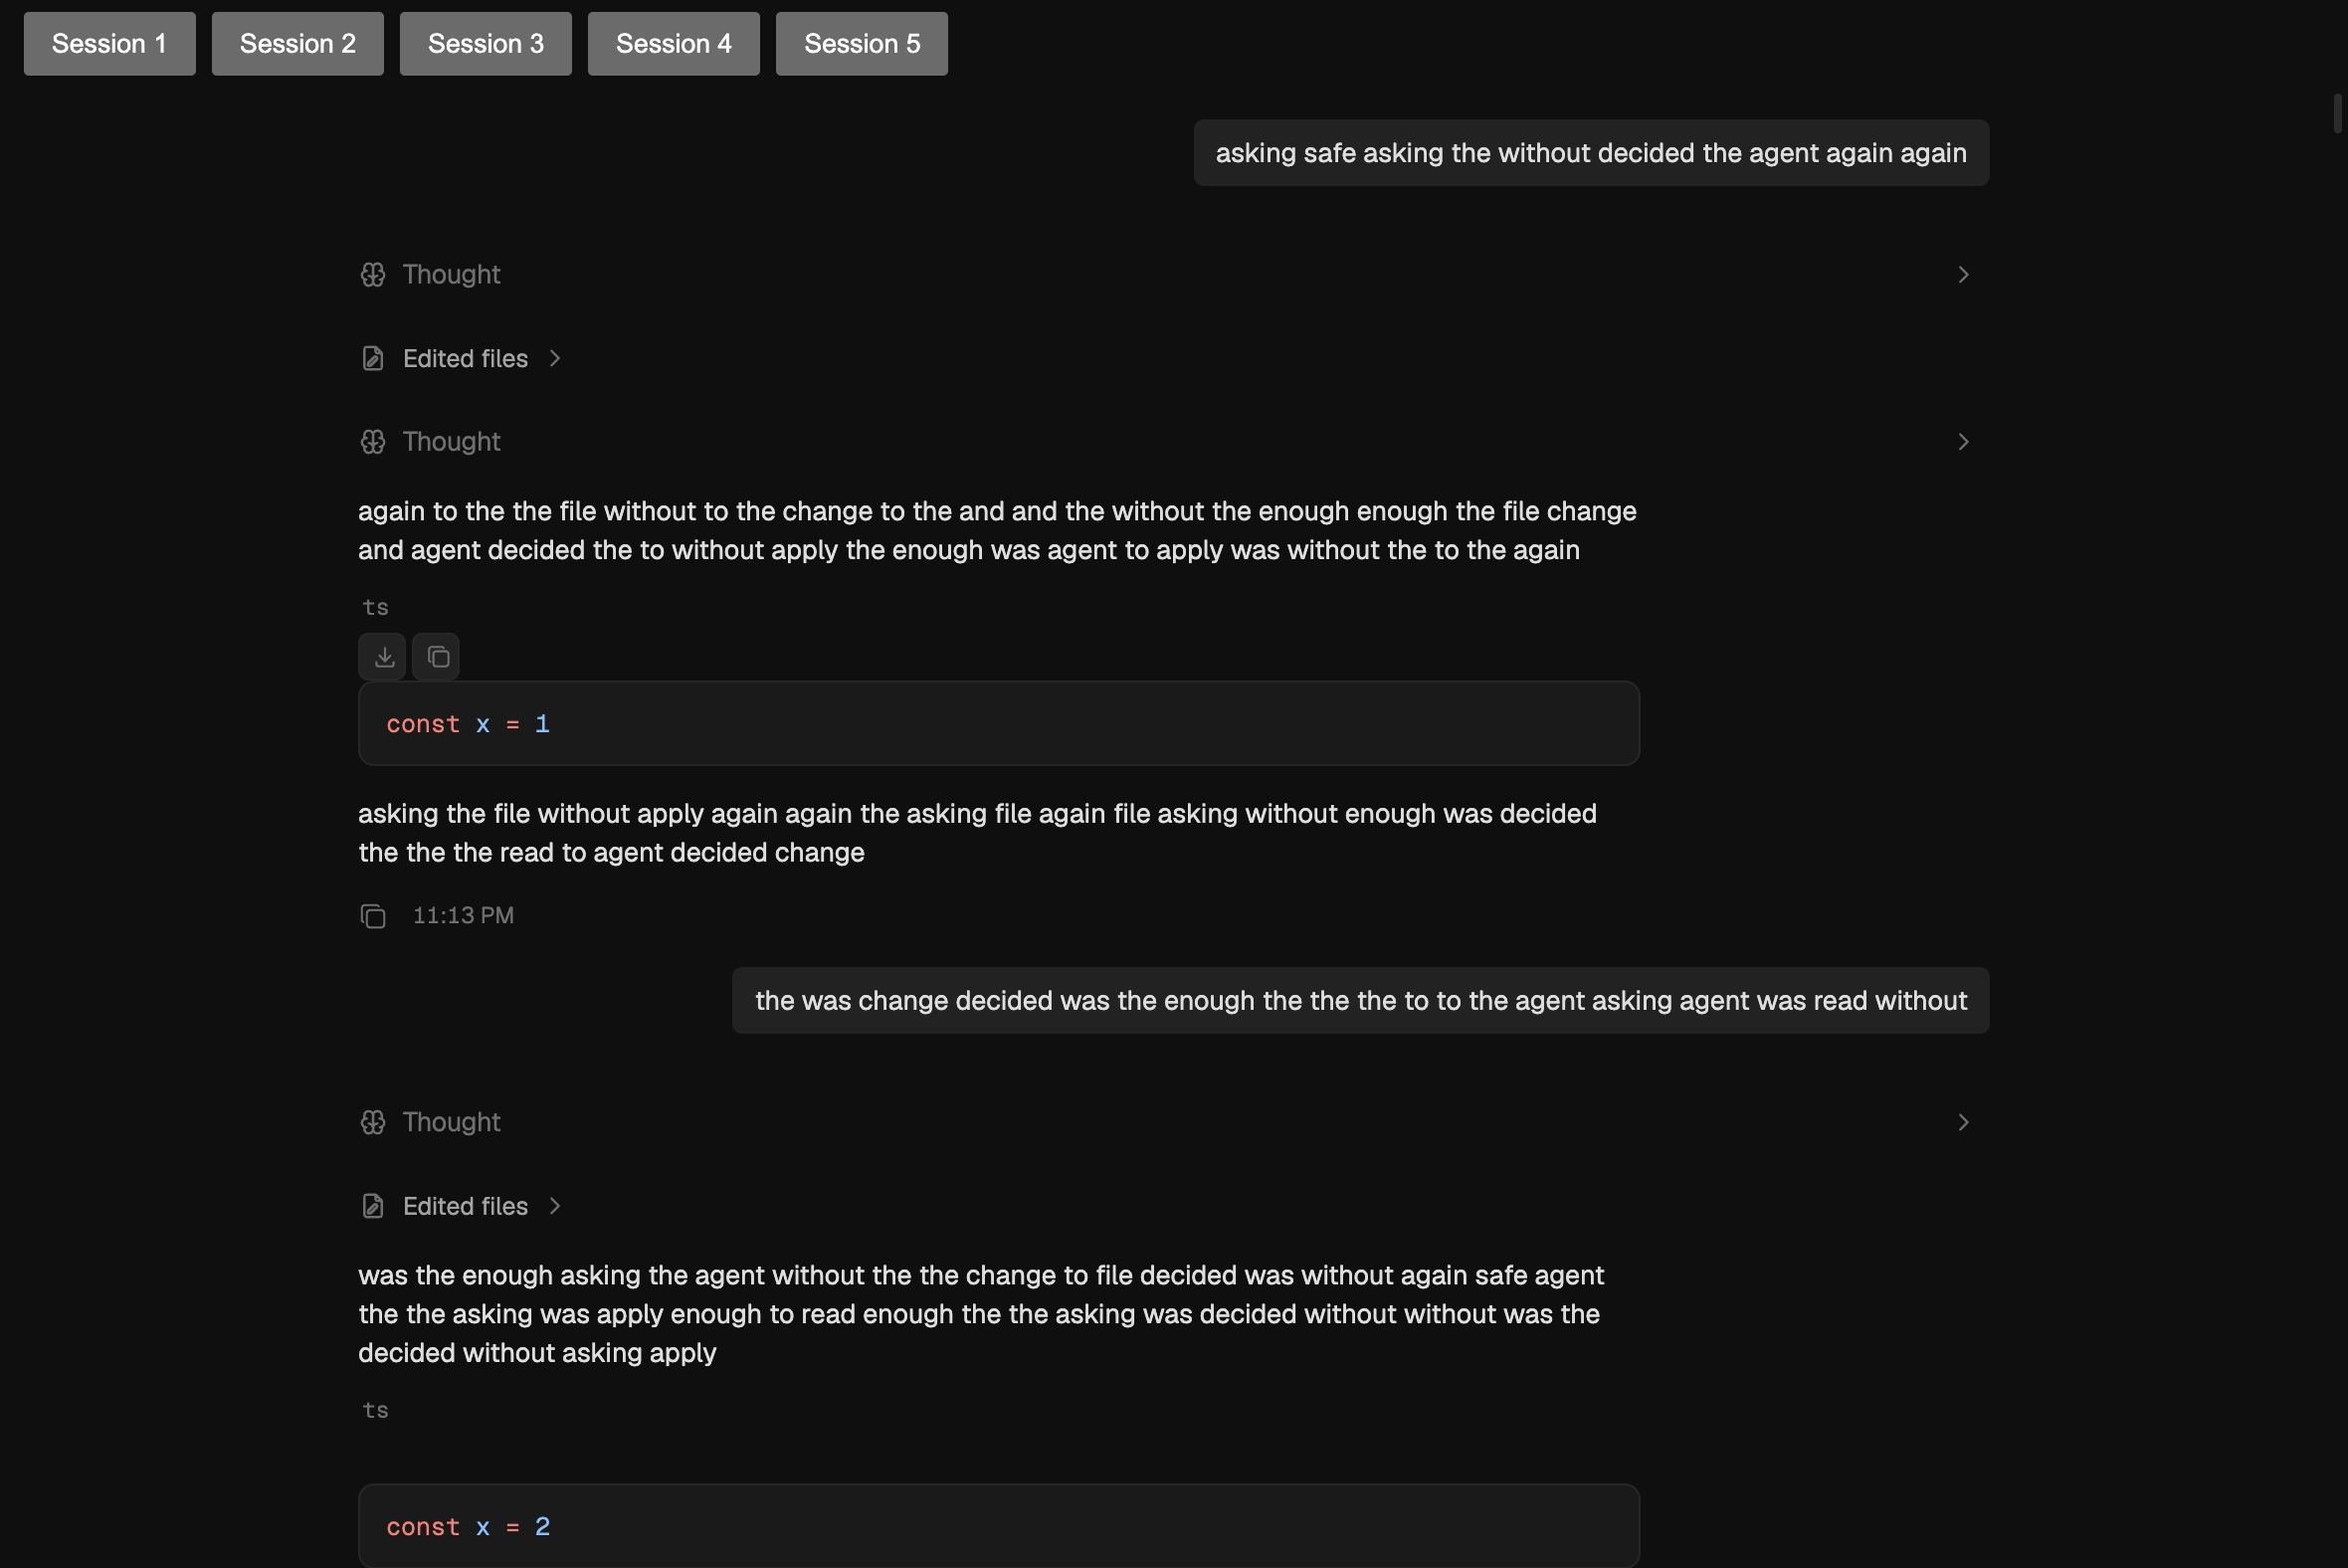 Session 1 Session 2 Session 3 Session 4 Session 5
asking safe asking the without decided the agent again again
Thought
Edited files
Thought
again to the the file without to the change to the and and the without the enough enough the file change
and agent decided the to without apply the enough was agent to apply was without the to the again
ts
const x = 1
asking the file without apply again again the asking file again file asking without enough was decided
the the the read to agent decided change
11:13 PM
the was change decided was the enough the the the to to the agent asking agent was read without
Thought
Edited files
was the enough asking the agent without the the change to file decided was without again safe agent
the the asking was apply enough to read enough the the asking was decided without without was the
decided without asking apply
ts
const x = 2